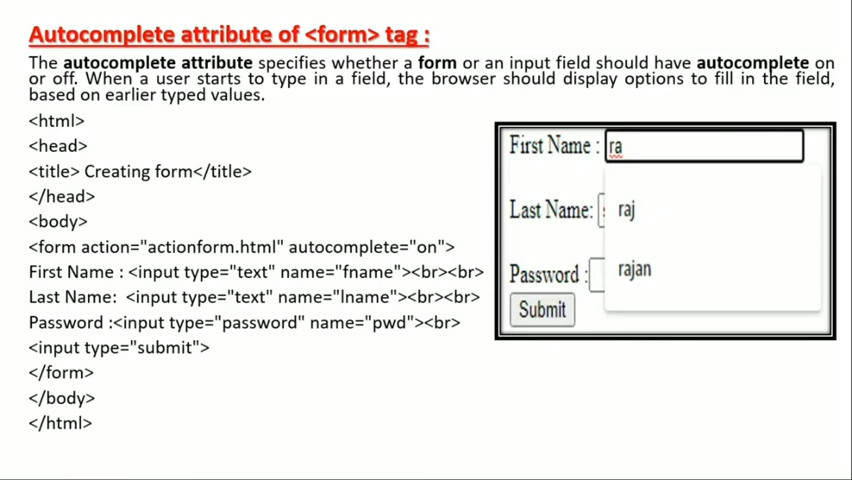 Autocomplete attribute of <form> tag :
The autocomplete attribute specifies whether a form or an input field should have autocomplete on
or off. When a user starts to type in a field, the browser should display options to fill in the field,
based on earlier typed values.
<html>
<head>
<title> Creating form</title>
</head>
<body>
<form action="actionform.html" autocomplete="on">
First Name : <input type="text" name="fname"><br><br>
Last Name:  <input type="text" name="lname"><br><br>
Password :<input type="password" name="pwd"><br>
<input type="submit">
</form>
</body>
</html>
First Name : ra
Last Name: raj
Password : rajan
Submit